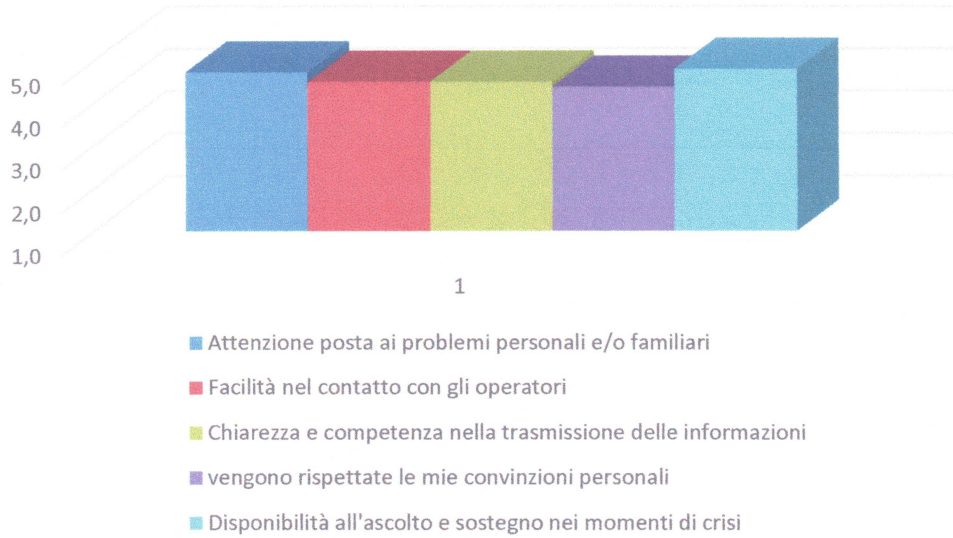 5,0
4,0
3,0
2,0
1,0
1
Attenzione posta ai problemi personali e/o familiari
Facilità nel contatto con gli operatori
Chiarezza e competenza nella trasmissione delle informazioni
vengono rispettate le mie convinzioni personali
Disponibilità all'ascolto e sostegno nei momenti di crisi